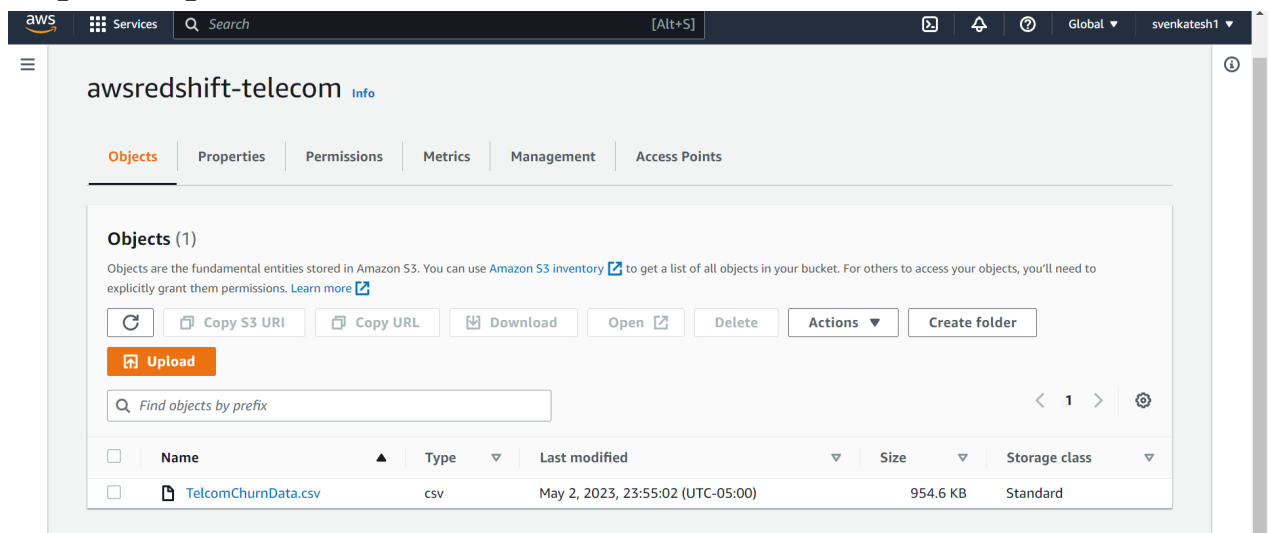 aws Services Search [Alt+S] Global svenkatesh1
awsredshift-telecom Info
Objects Properties Permissions Metrics Management Access Points
Objects (1)
Objects are the fundamental entities stored in Amazon S3. You can use Amazon S3 inventory to get a list of all objects in your bucket. For others to access your objects, you'll need to
explicitly grant them permissions. Learn more
Copy S3 URI Copy URL Download Open Delete Actions Create folder
Upload
Find objects by prefix 1
Name Type Last modified Size Storage class
TelcomChurnData.csv csv May 2, 2023, 23:55:02 (UTC-05:00) 954.6 KB Standard